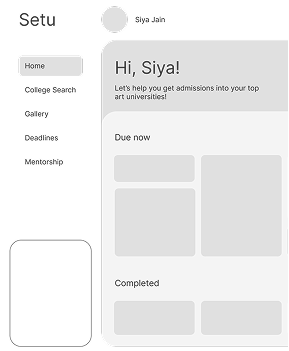 Setu
Siya Jain
Home
College Search
Gallery
Deadlines
Mentorship
Hi, Siya!
Let's help you get admissions into your top
art universities!
Due now
Completed